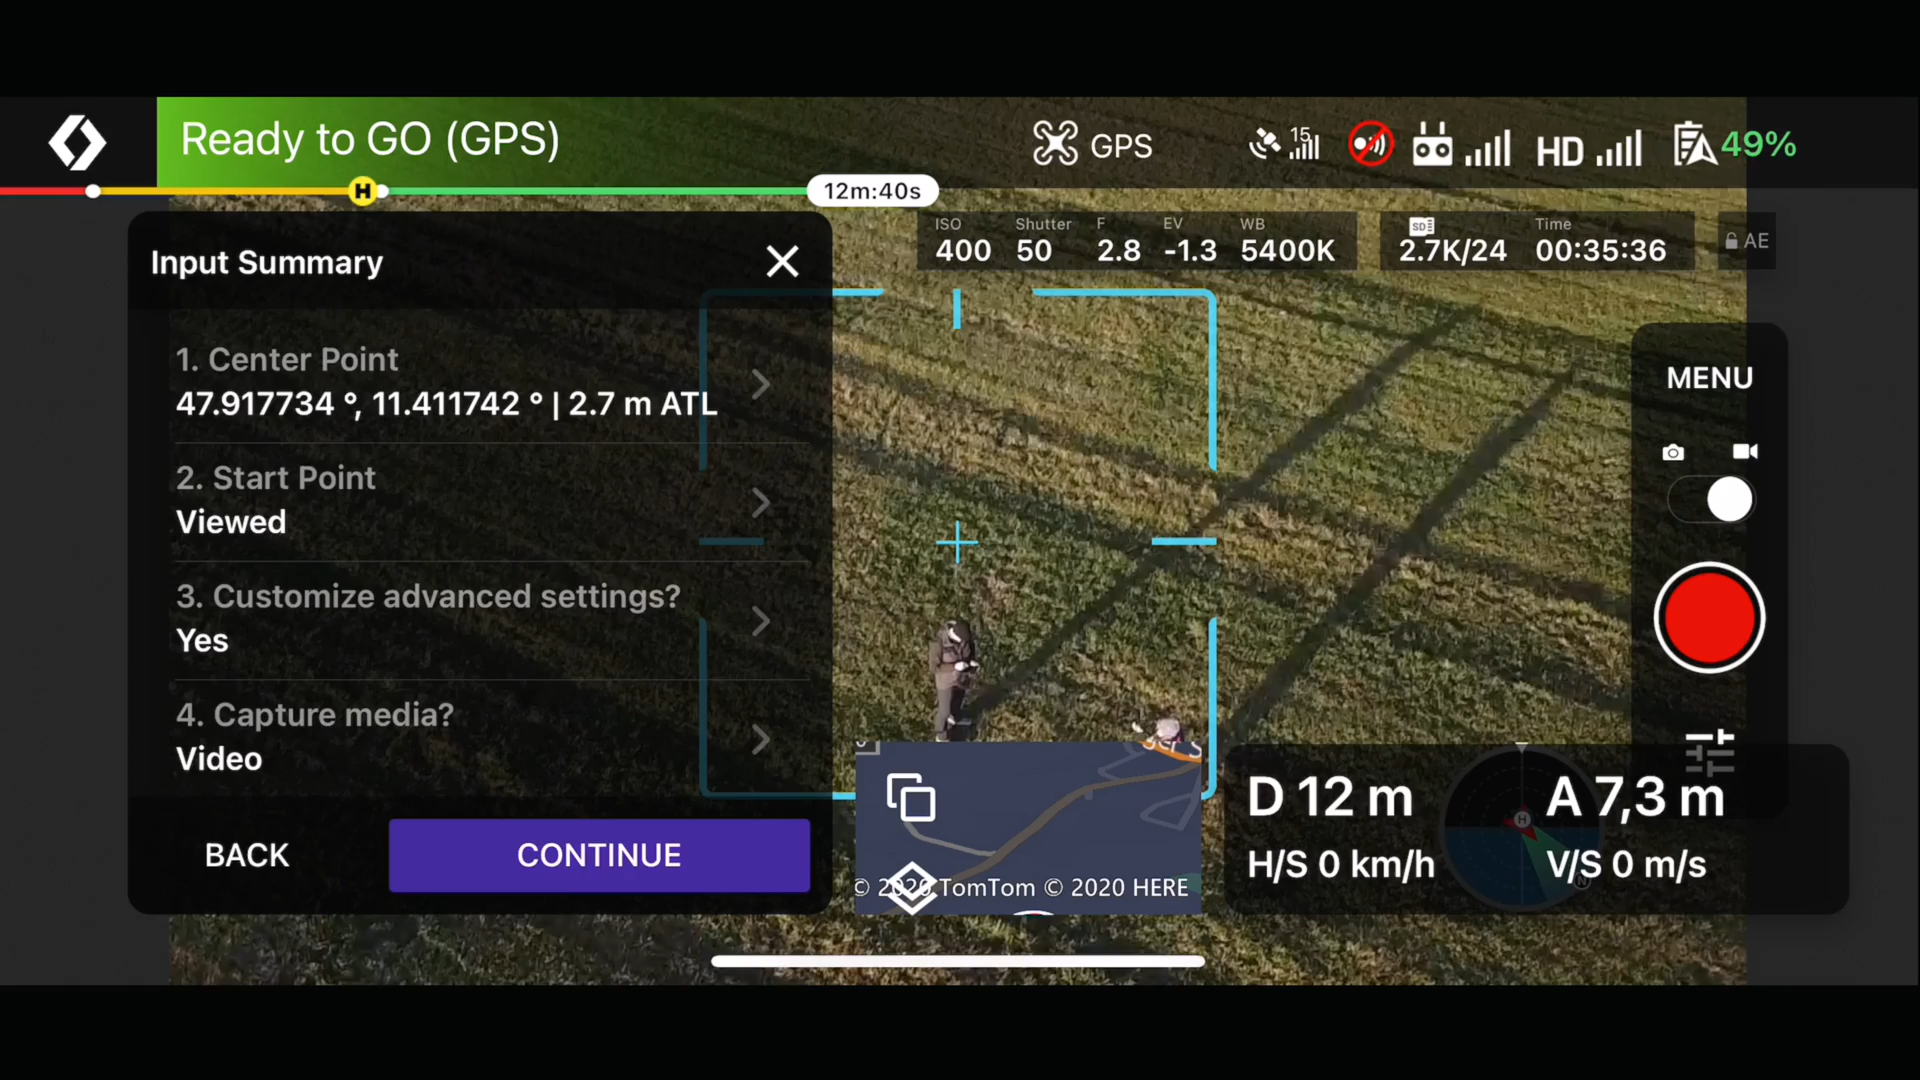 Ready to GO (GPS)
GPS
15
HD
49%
H
12m:40s
ISO
400
Shutter
50
F
2.8
EV
-1.3
WB
5400K
SD
2.7K/24
Time
00:35:36
AE
Input Summary
1. Center Point
47.917734 °, 11.411742 ° | 2.7 m ATL
2. Start Point
Viewed
3. Customize advanced settings?
Yes
4. Capture media?
Video
BACK
CONTINUE
MENU
© 2020 TomTom © 2020 HERE
D 12 m
A 7,3 m
H/S 0 km/h
V/S 0 m/s
H
N